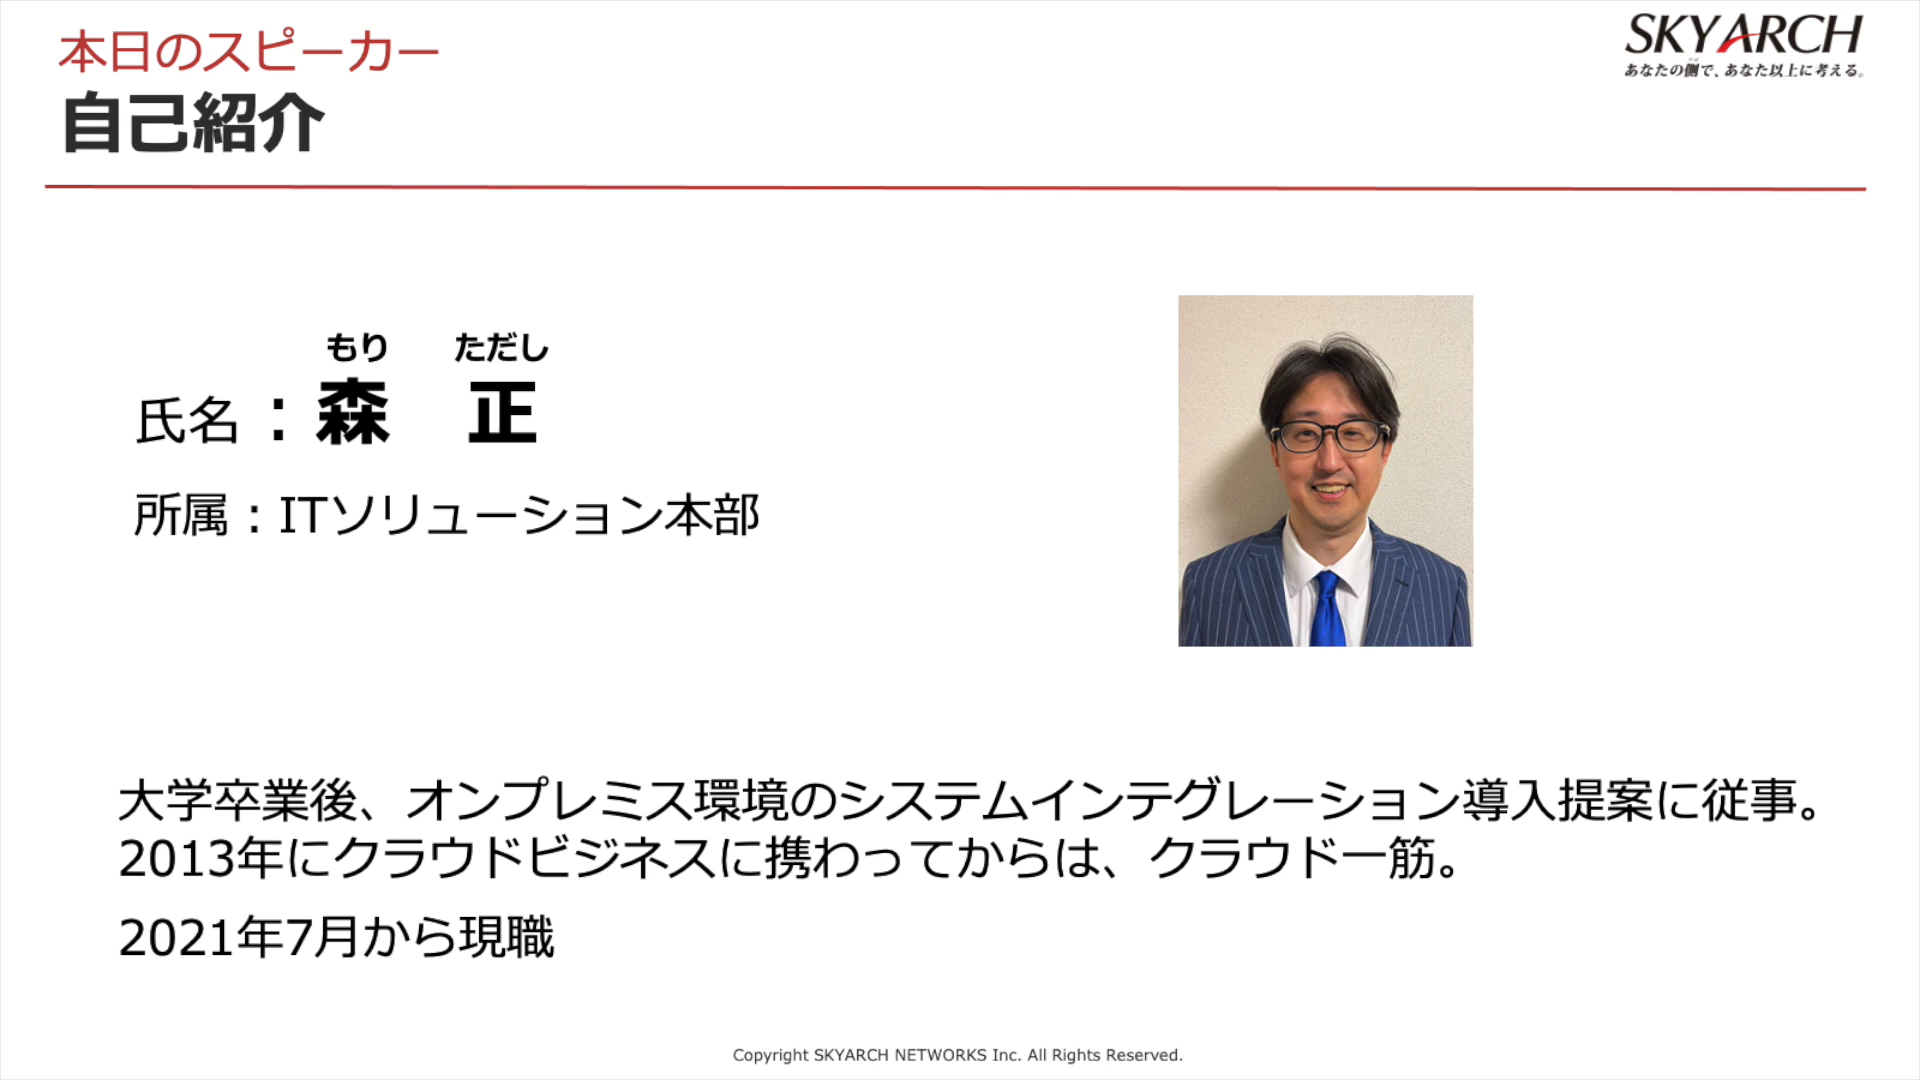 本日のスピーカー
自己紹介
SKYARCH
あなたの側で、あなた以上に考える。
もり ただし
氏名：森 正
所属：ITソリューション本部
大学卒業後、オンプレミス環境のシステムインテグレーション導入提案に従事。
2013年にクラウドビジネスに携わってからは、クラウド一筋。
2021年7月から現職
Copyright SKYARCH NETWORKS Inc. All Rights Reserved.